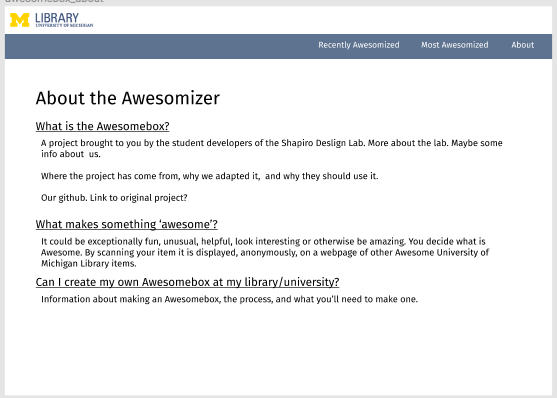 awesomebox_about
M LIBRARY
UNIVERSITY OF MICHIGAN
Recently Awesomized Most Awesomized About
About the Awesomizer
What is the Awesomebox?
A project brought to you by the student developers of the Shapiro Deslign Lab. More about the lab. Maybe some
info about us.
Where the project has come from, why we adapted it, and why they should use it.
Our github. Link to original project?
What makes something ‘awesome’?
It could be exceptionally fun, unusual, helpful, look interesting or otherwise be amazing. You decide what is
Awesome. By scanning your item it is displayed, anonymously, on a webpage of other Awesome University of
Michigan Library items.
Can I create my own Awesomebox at my library/university?
Information about making an Awesomebox, the process, and what you’ll need to make one.